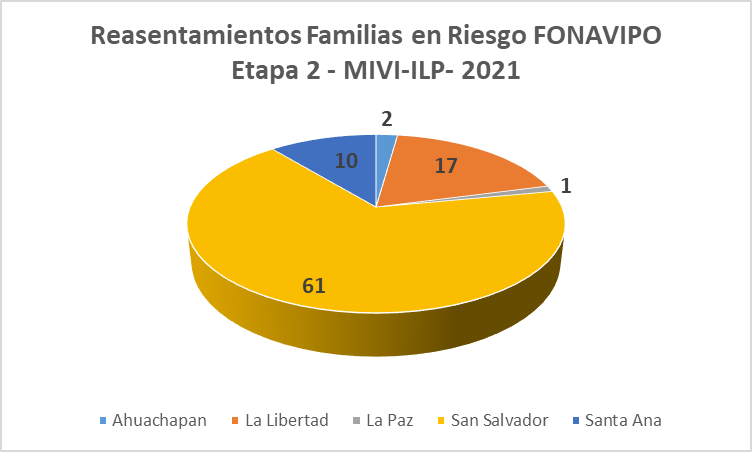 Reasentamientos Familias en Riesgo FONAVIPO
Etapa 2 - MIVI-ILP- 2021
2
17
1
61
10
Ahuachapan La Libertad La Paz San Salvador Santa Ana